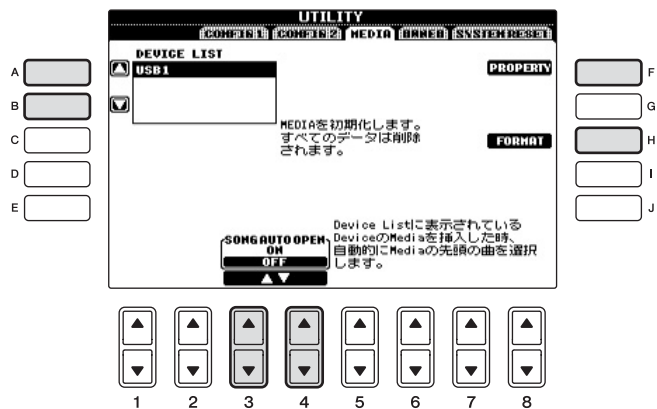 UTILITY
CONFIG 1 CONFIG 2 MEDIA OWNER SYSTEM RESET
DEVICE LIST
USB1
PROPERTY
MEDIAを初期化します。
すべてのデータは削除
されます。
FORMAT
SONG AUTO OPEN
ON
OFF
Device Listに表示されている
DeviceのMediaを挿入した時、
自動的にMediaの先頭の曲を選択
します。
A
B
C
D
E
F
G
H
I
J
1 2 3 4 5 6 7 8